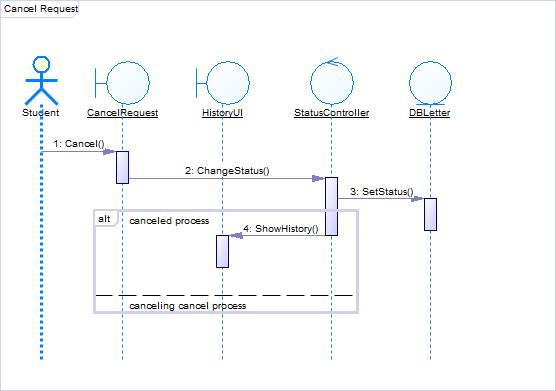 Cancel Request
Student
CancelRequest
HistoryUI
StatusController
DBLetter
1: Cancel()
2: ChangeStatus()
3: SetStatus()
alt
canceled process
4: ShowHistory()
canceling cancel process